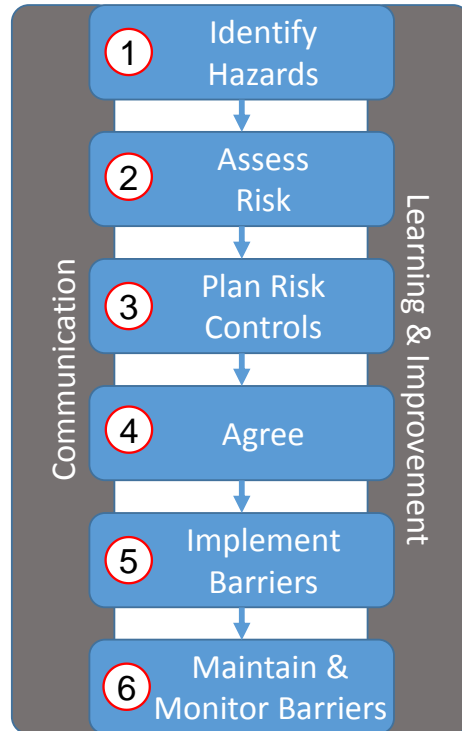 1
Identify
Hazards
2
Assess
Risk
3
Plan Risk
Controls
4
Agree
5
Implement
Barriers
6
Maintain &
Monitor Barriers
Communication
Learning & Improvement